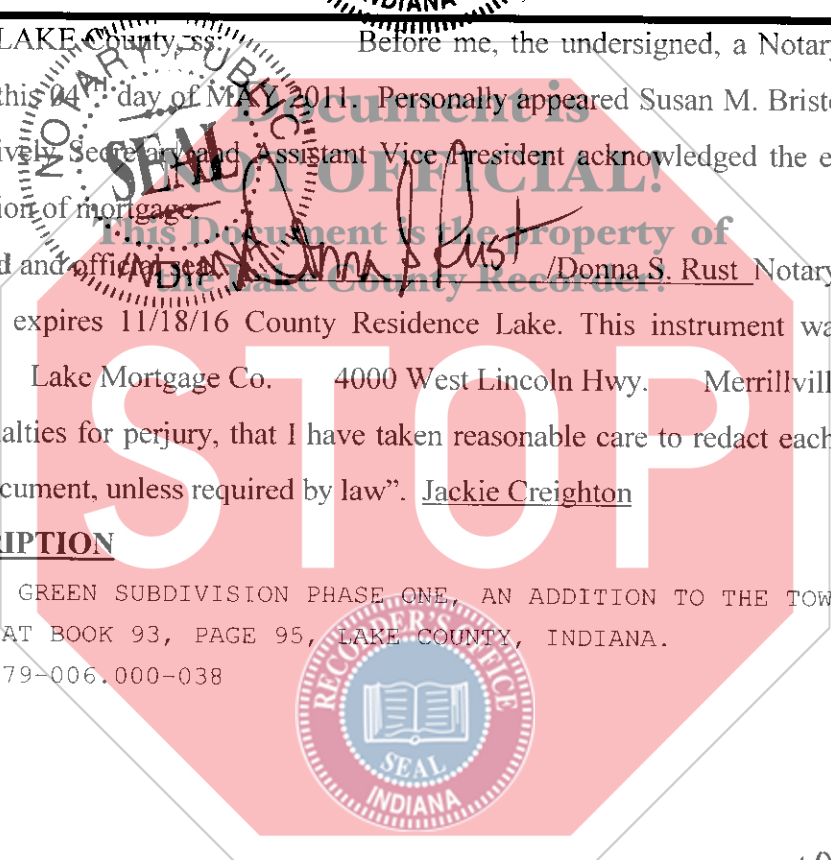 INDIANA
LAKE County, ss: Before me, the undersigned, a Notary
this 04th day of MAY 2011. Personally appeared Susan M. Brist
ively Secretary and Assistant Vice President acknowledged the e
ion of mortgage.
d and official seal. Donna S Rust /Donna S. Rust Notary
expires 11/18/16 County Residence Lake. This instrument wa
Lake Mortgage Co. 4000 West Lincoln Hwy. Merrillvill
alties for perjury, that I have taken reasonable care to redact each
cument, unless required by law”. Jackie Creighton
RIPTION
GREEN SUBDIVISION PHASE ONE, AN ADDITION TO THE TOW
AT BOOK 93, PAGE 95, LAKE COUNTY, INDIANA.
79-006.000-038
NOTARY PUBLIC
SEAL
INDIANA
Document is
NOT OFFICIAL!
This Document is the property of
the Lake County Recorder!
STOP
RECORDER'S OFFICE
SEAL
INDIANA